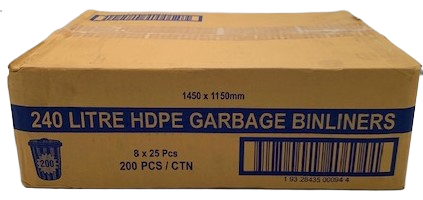 1450 x 1150mm
240 LITRE HDPE GARBAGE BINLINERS
200
8 x 25 Pcs
200 PCS / CTN
1 93 28435 00094 4